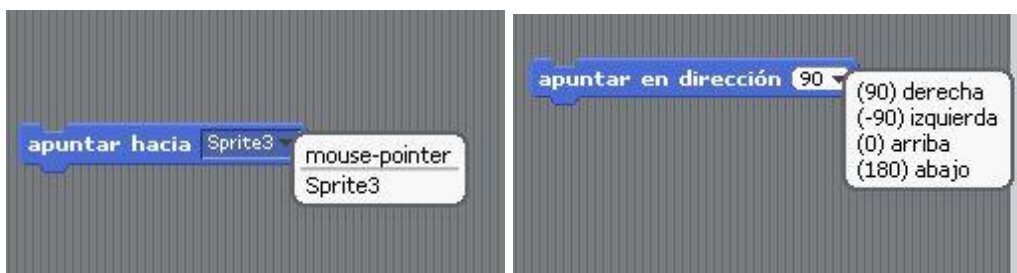 apuntar hacia Sprite3
mouse-pointer
Sprite3
apuntar en dirección 90
(90) derecha
(-90) izquierda
(0) arriba
(180) abajo